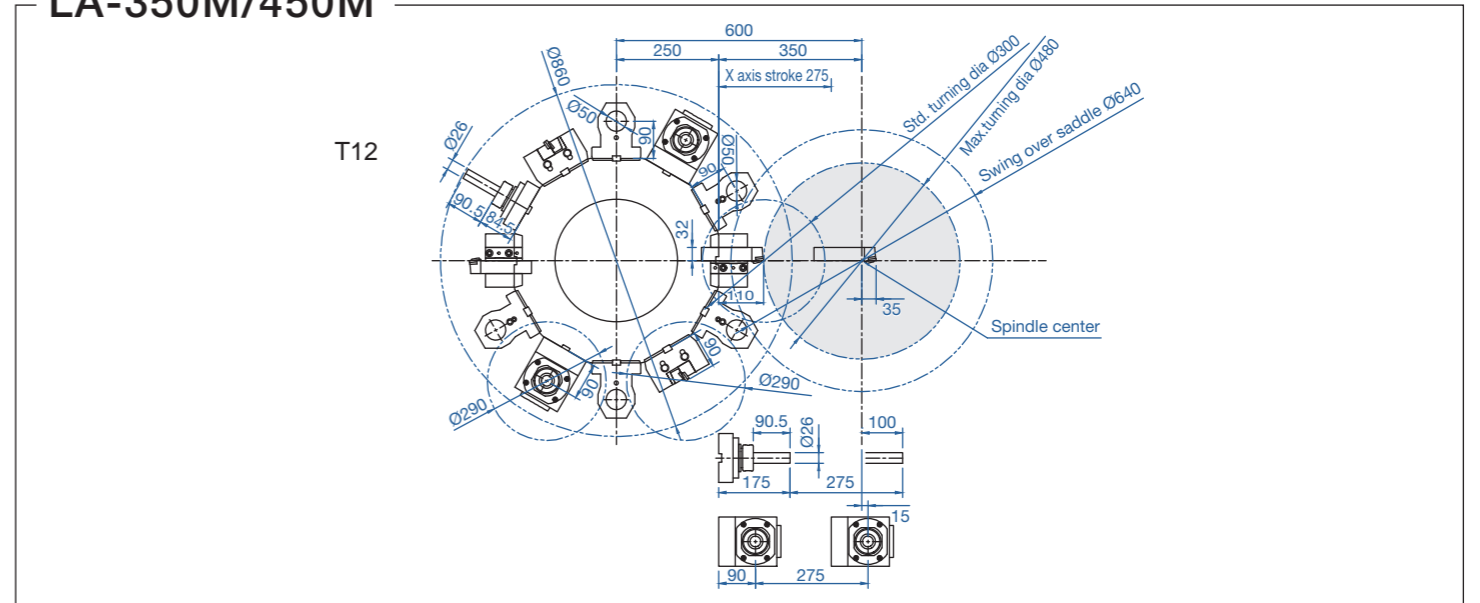 LA-350M/450M
600
250
350
X axis stroke 275
Ø860
Ø50
90
Ø50
90
Std. turning dia Ø300
Max.turning dia Ø480
Swing over saddle Ø640
T12
Ø26
90.5
84.5
32
110
35
Spindle center
90
90
Ø290
Ø290
90.5
Ø26
100
175
275
15
90
275